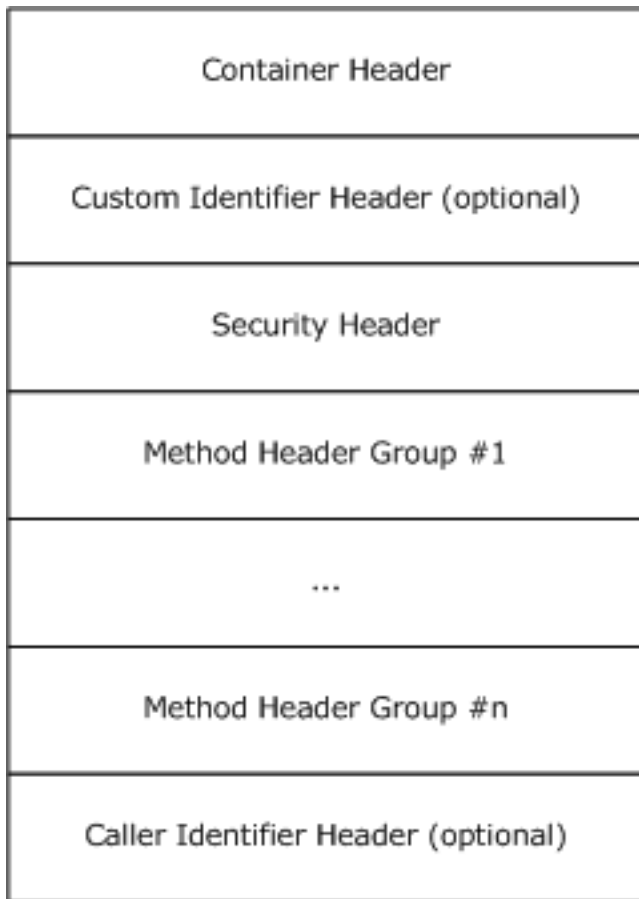 Container Header
Custom Identifier Header (optional)
Security Header
Method Header Group #1
...
Method Header Group #n
Caller Identifier Header (optional)